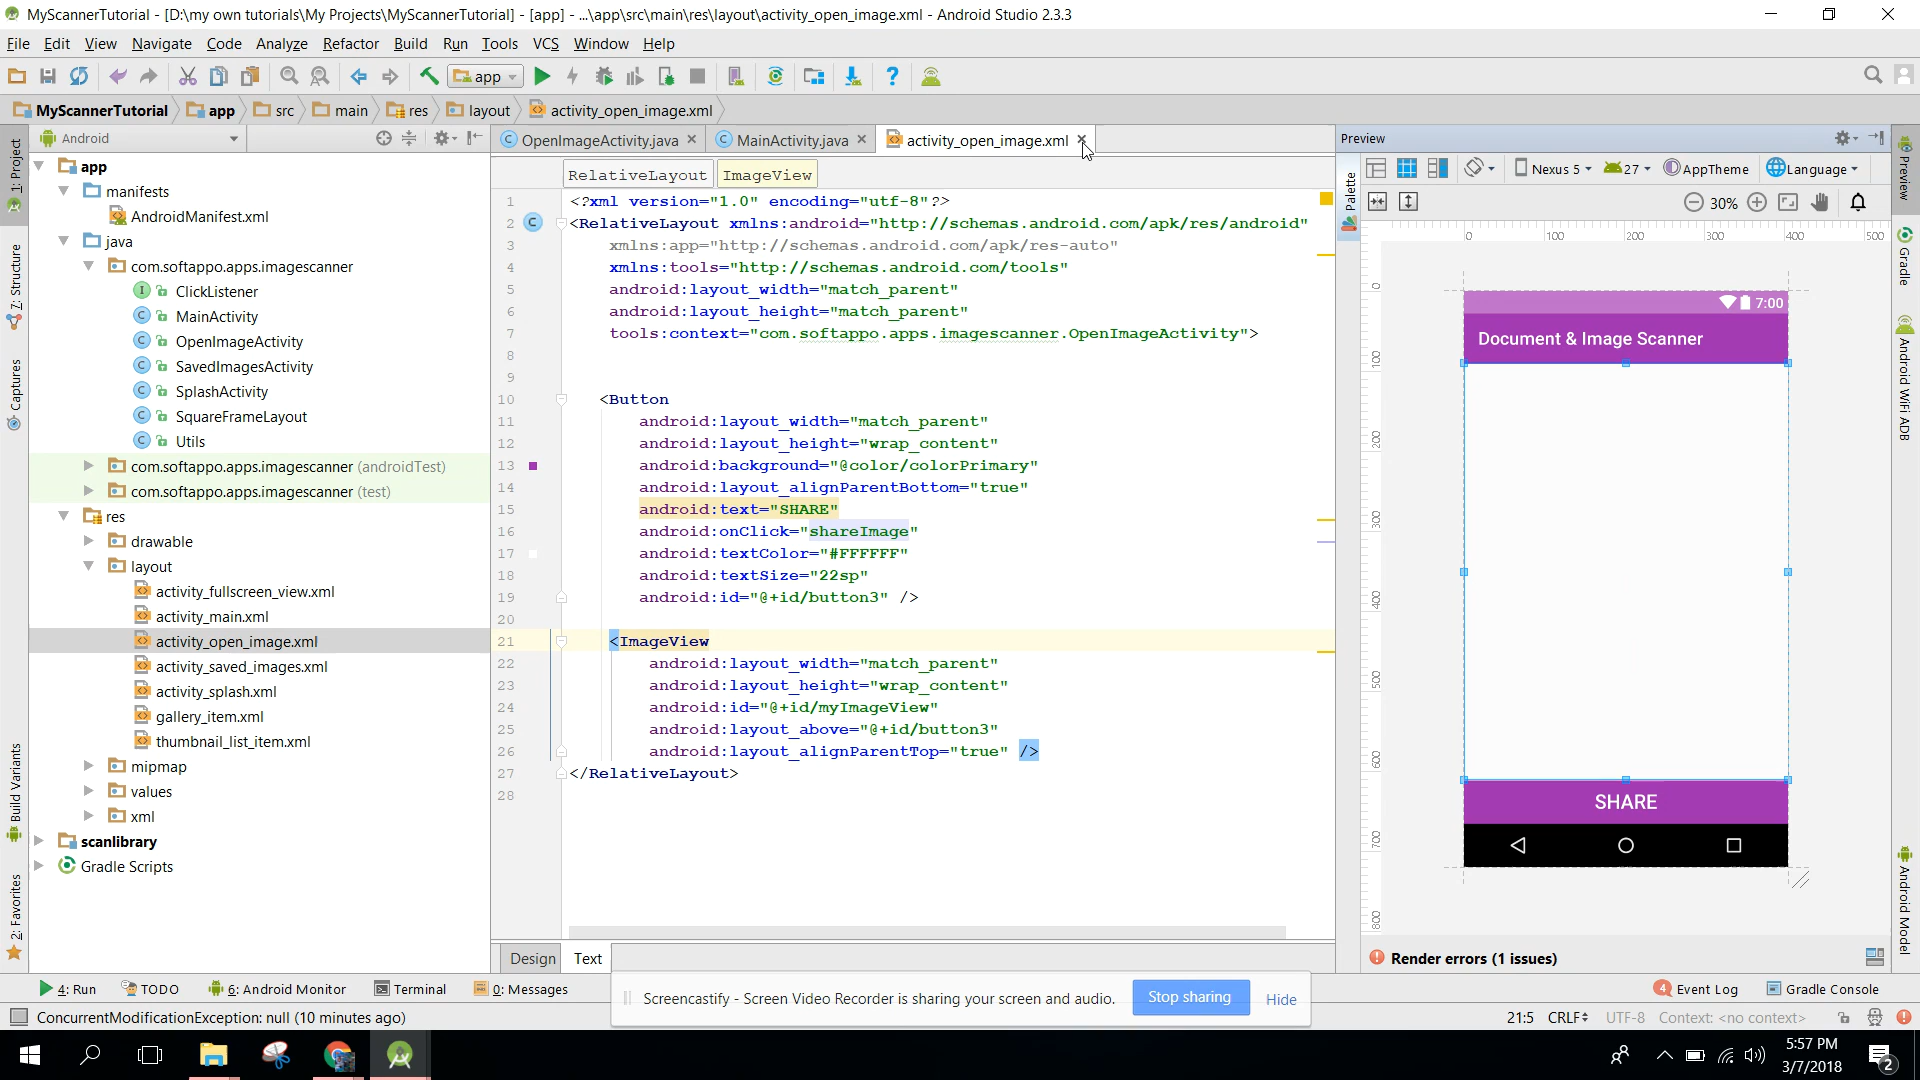 MyScannerTutorial - [D:\my own tutorials\My Projects\MyScannerTutorial] - [app] - ...\app\src\main\res\layout\activity_open_image.xml - Android Studio 2.3.3
File Edit View Navigate Code Analyze Refactor Build Run Tools VCS Window Help
app
MyScannerTutorial app src main res layout activity_open_image.xml
Android
OpenImageActivity.java MainActivity.java activity_open_image.xml
Preview
1: Project
7: Structure
Captures
Build Variants
2: Favorites
app
manifests
AndroidManifest.xml
java
com.softappo.apps.imagescanner
ClickListener
MainActivity
OpenImageActivity
SavedImagesActivity
SplashActivity
SquareFrameLayout
Utils
com.softappo.apps.imagescanner (androidTest)
com.softappo.apps.imagescanner (test)
res
drawable
layout
activity_fullscreen_view.xml
activity_main.xml
activity_open_image.xml
activity_saved_images.xml
activity_splash.xml
gallery_item.xml
thumbnail_list_item.xml
mipmap
values
xml
scanlibrary
Gradle Scripts
RelativeLayout ImageView
1 <?xml version="1.0" encoding="utf-8"?>
2 <RelativeLayout xmlns:android="http://schemas.android.com/apk/res/android"
3 xmlns:app="http://schemas.android.com/apk/res-auto"
4 xmlns:tools="http://schemas.android.com/tools"
5 android:layout_width="match_parent"
6 android:layout_height="match_parent"
7 tools:context="com.softappo.apps.imagescanner.OpenImageActivity">
8
9
10 <Button
11 android:layout_width="match_parent"
12 android:layout_height="wrap_content"
13 android:background="@color/colorPrimary"
14 android:layout_alignParentBottom="true"
15 android:text="SHARE"
16 android:onClick="shareImage"
17 android:textColor="#FFFFFF"
18 android:textSize="22sp"
19 android:id="@+id/button3" />
20
21 <ImageView
22 android:layout_width="match_parent"
23 android:layout_height="wrap_content"
24 android:id="@+id/myImageView"
25 android:layout_above="@+id/button3"
26 android:layout_alignParentTop="true" />
27 </RelativeLayout>
28
Design Text
Palette
Nexus 5 27 AppTheme Language
30%
0 100 200 300 400 500
0
100
200
300
400
500
600
700
800
7:00
Document & Image Scanner
SHARE
Render errors (1 issues)
Preview
Gradle
Android WiFi ADB
Android Model
4: Run TODO 6: Android Monitor Terminal 0: Messages
4 Event Log Gradle Console
Screencastify - Screen Video Recorder is sharing your screen and audio. Stop sharing Hide
ConcurrentModificationException: null (10 minutes ago)
21:5 CRLF UTF-8 Context: <no context>
5:57 PM
3/7/2018
2